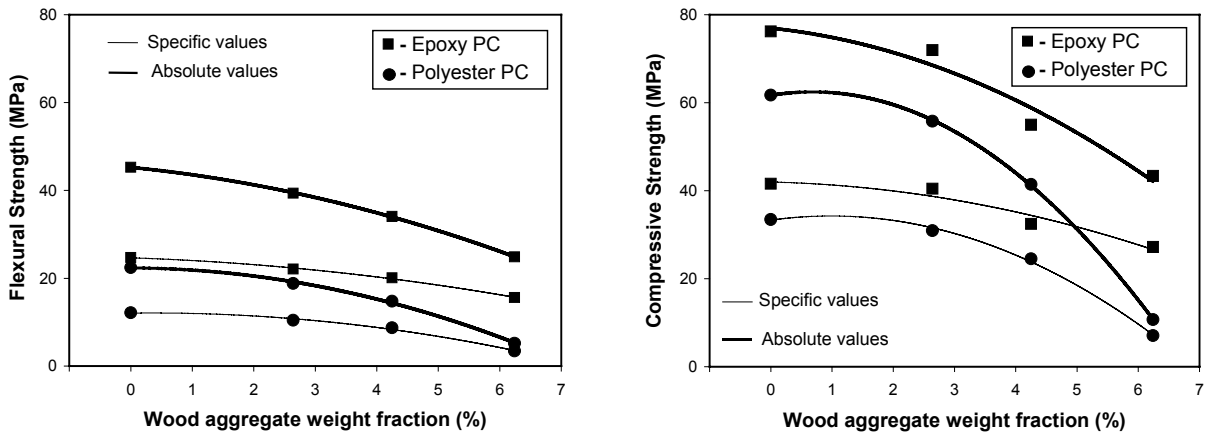 80
60
40
20
0
Flexural Strength (MPa)
Specific values
Absolute values
- Epoxy PC
- Polyester PC
0 1 2 3 4 5 6 7
Wood aggregate weight fraction (%)
80
60
40
20
0
Compressive Strength (MPa)
- Epoxy PC
- Polyester PC
Specific values
Absolute values
0 1 2 3 4 5 6 7
Wood aggregate weight fraction (%)